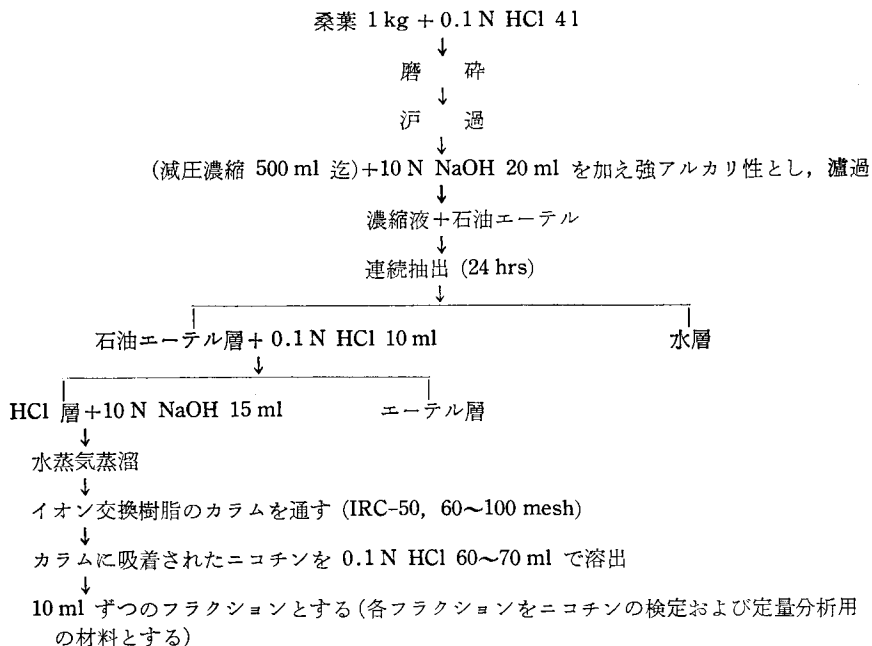 桑葉 1 kg + 0.1 N HCl 4 l
↓
磨 砕
↓
沪 過
↓
(減圧濃縮 500 ml 迄)+10 N NaOH 20 ml を加え強アルカリ性とし，瀘過
↓
濃縮液+石油エーテル
↓
連続抽出 (24 hrs)
↓
石油エーテル層+ 0.1 N HCl 10 ml 水層
↓
HCl 層+10 N NaOH 15 ml エーテル層
↓
水蒸気蒸溜
↓
イオン交換樹脂のカラムを通す (IRC-50, 60〜100 mesh)
↓
カラムに吸着されたニコチンを 0.1 N HCl 60〜70 ml で溶出
↓
10 ml ずつのフラクションとする(各フラクションをニコチンの検定および定量分析用
の材料とする)